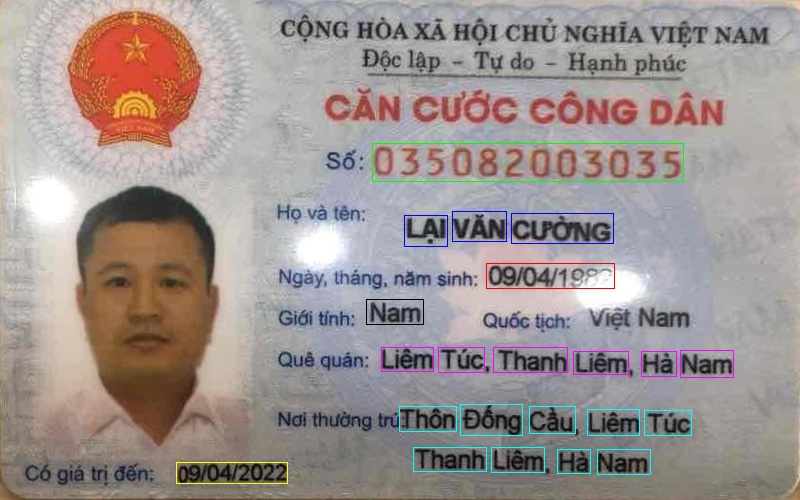 CỘNG HÒA XÃ HỘI CHỦ NGHĨA VIỆT NAM
Độc lập - Tự do - Hạnh phúc
CĂN CƯỚC CÔNG DÂN
VIỆT NAM
Số: 035082003035
Họ và tên:
LẠI VĂN CƯỜNG
Ngày, tháng, năm sinh: 09/04/1982
Giới tính: Nam Quốc tịch: Việt Nam
Quê quán: Liêm Túc, Thanh Liêm, Hà Nam
Nơi thường trú: Thôn Đống Cầu, Liêm Túc
Thanh Liêm, Hà Nam
Có giá trị đến: 09/04/2022